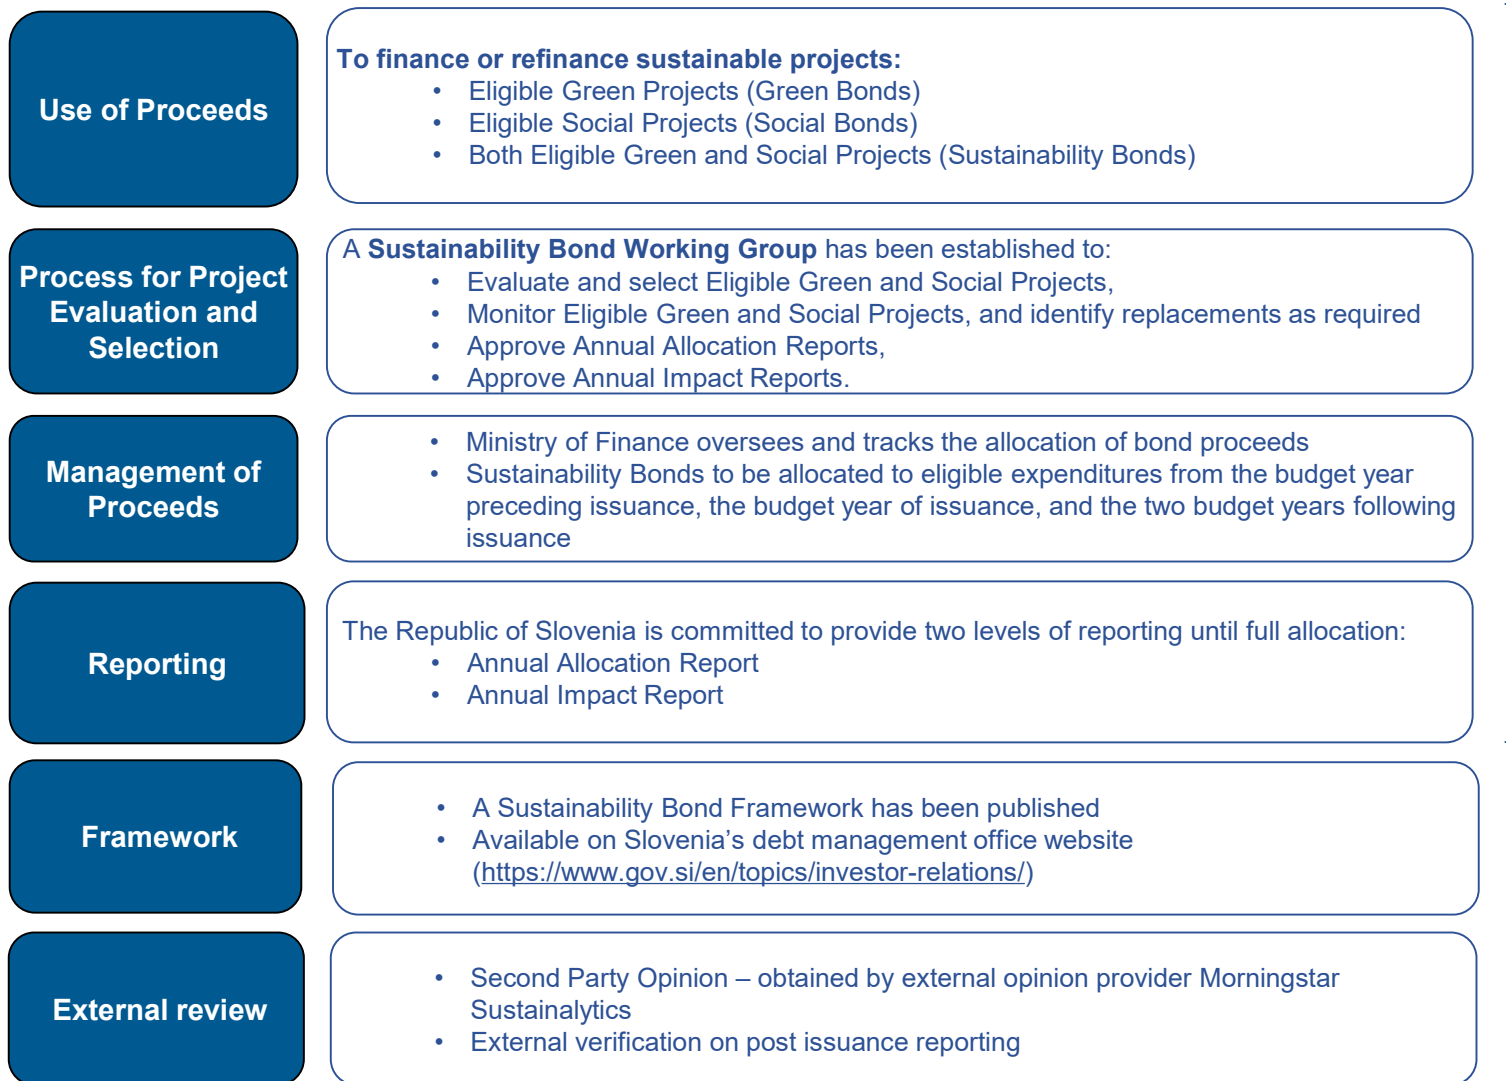 Use of Proceeds
To finance or refinance sustainable projects:
• Eligible Green Projects (Green Bonds)
• Eligible Social Projects (Social Bonds)
• Both Eligible Green and Social Projects (Sustainability Bonds)
Process for Project
Evaluation and
Selection
A Sustainability Bond Working Group has been established to:
• Evaluate and select Eligible Green and Social Projects,
• Monitor Eligible Green and Social Projects, and identify replacements as required
• Approve Annual Allocation Reports,
• Approve Annual Impact Reports.
Management of
Proceeds
• Ministry of Finance oversees and tracks the allocation of bond proceeds
• Sustainability Bonds to be allocated to eligible expenditures from the budget year
preceding issuance, the budget year of issuance, and the two budget years following
issuance
Reporting
The Republic of Slovenia is committed to provide two levels of reporting until full allocation:
• Annual Allocation Report
• Annual Impact Report
Framework
• A Sustainability Bond Framework has been published
• Available on Slovenia’s debt management office website
(https://www.gov.si/en/topics/investor-relations/)
External review
• Second Party Opinion – obtained by external opinion provider Morningstar
Sustainalytics
• External verification on post issuance reporting